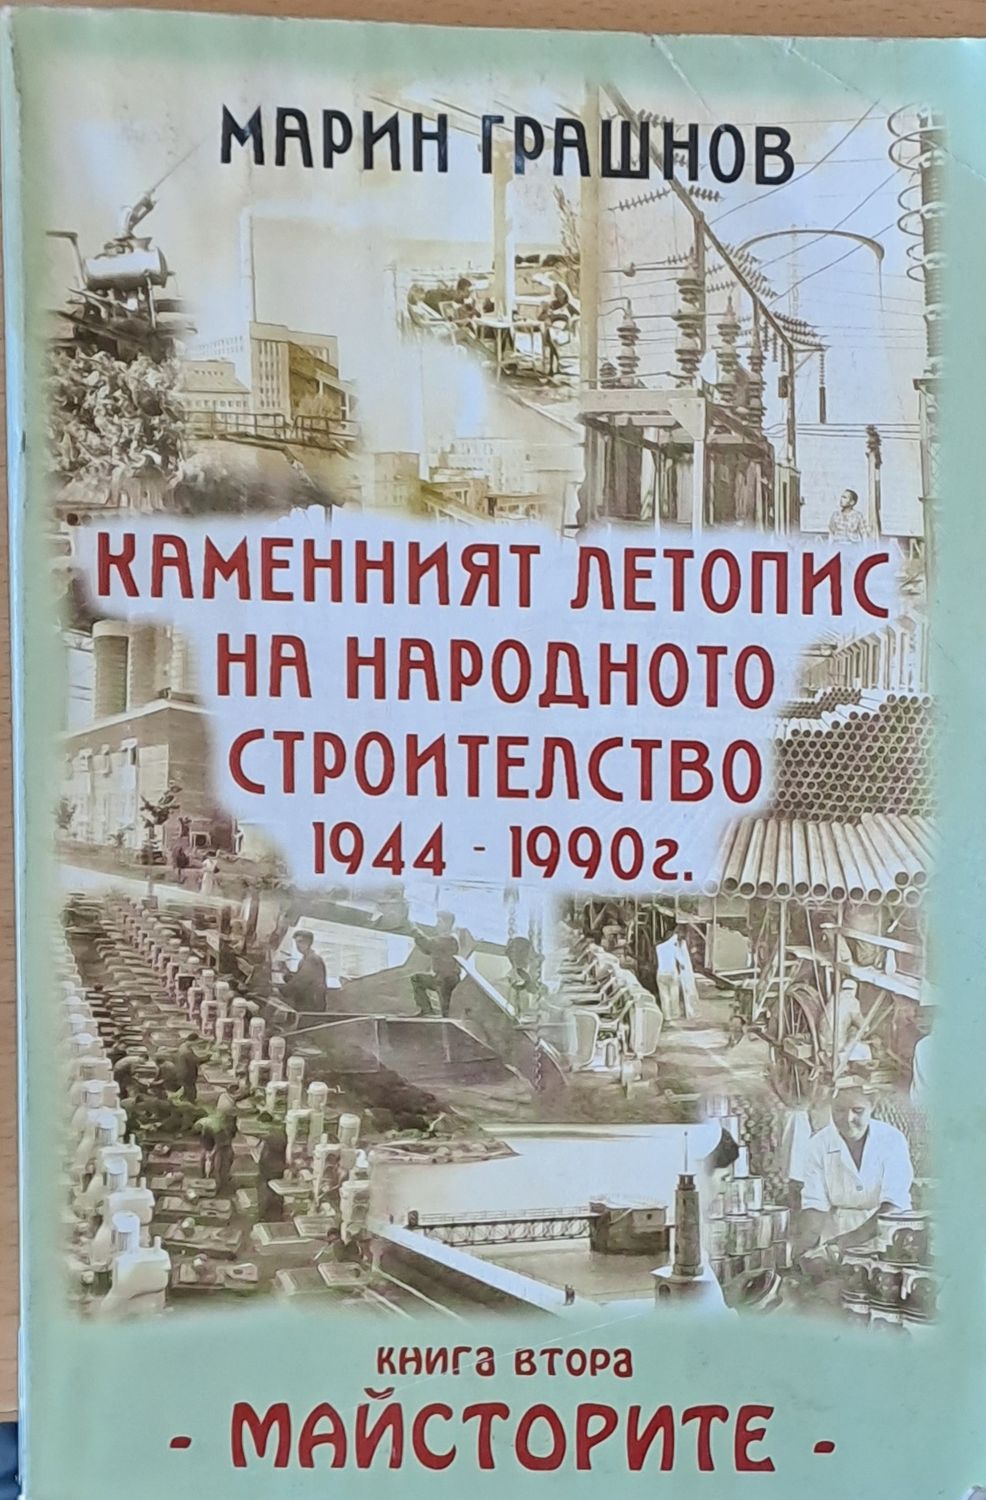 МАРИН ГРАШНОВ
КАМЕННИЯТ ЛЕТОПИС
НА НАРОДНОТО
СТРОИТЕЛСТВО
1944 - 1990г.
КНИГА ВТОРА
- МАЙСТОРИТЕ -